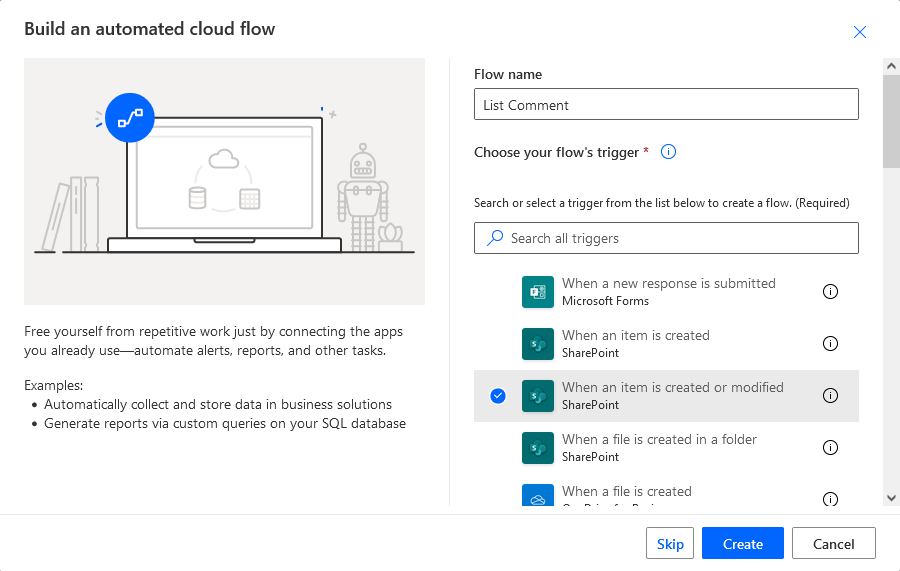 Build an automated cloud flow
Free yourself from repetitive work just by connecting the apps
you already use—automate alerts, reports, and other tasks.
Examples:
• Automatically collect and store data in business solutions
• Generate reports via custom queries on your SQL database
Flow name
List Comment
Choose your flow's trigger *
Search or select a trigger from the list below to create a flow. (Required)
Search all triggers
When a new response is submitted
Microsoft Forms
When an item is created
SharePoint
When an item is created or modified
SharePoint
When a file is created in a folder
SharePoint
When a file is created
Skip
Create
Cancel